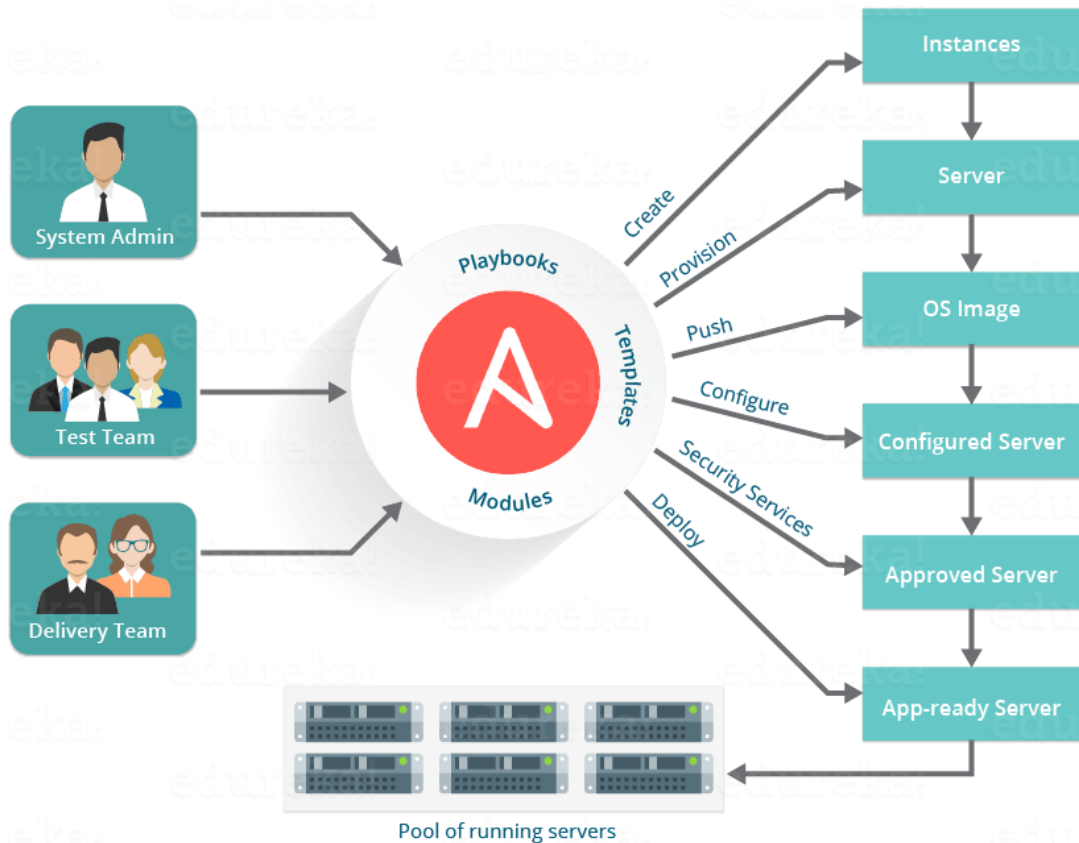 Instances
System Admin
Server
Create
Provision
Playbooks
Templates
Modules
Push
OS Image
Test Team
Configure
Configured Server
Security Services
Approved Server
Deploy
Delivery Team
App-ready Server
Pool of running servers
edureka!